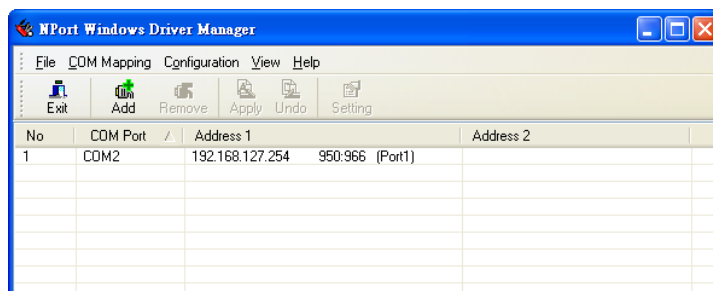 NPort Windows Driver Manager
File COM Mapping Configuration View Help
Exit Add Remove Apply Undo Setting
No COM Port Address 1 Address 2
1 COM2 192.168.127.254 950:966 (Port1)